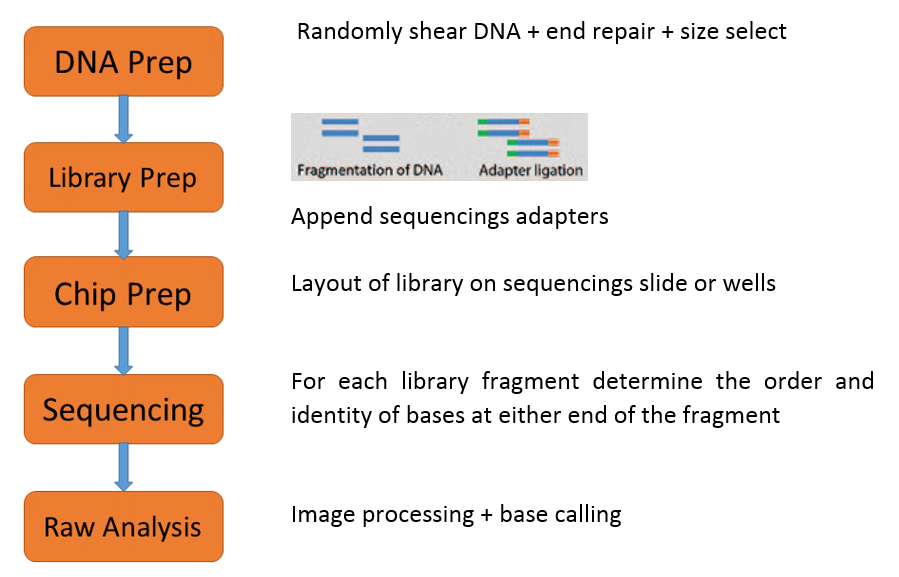 DNA Prep
Randomly shear DNA + end repair + size select
Library Prep
Fragmentation of DNA
Adapter ligation
Append sequencings adapters
Chip Prep
Layout of library on sequencings slide or wells
Sequencing
For each library fragment determine the order and
identity of bases at either end of the fragment
Raw Analysis
Image processing + base calling